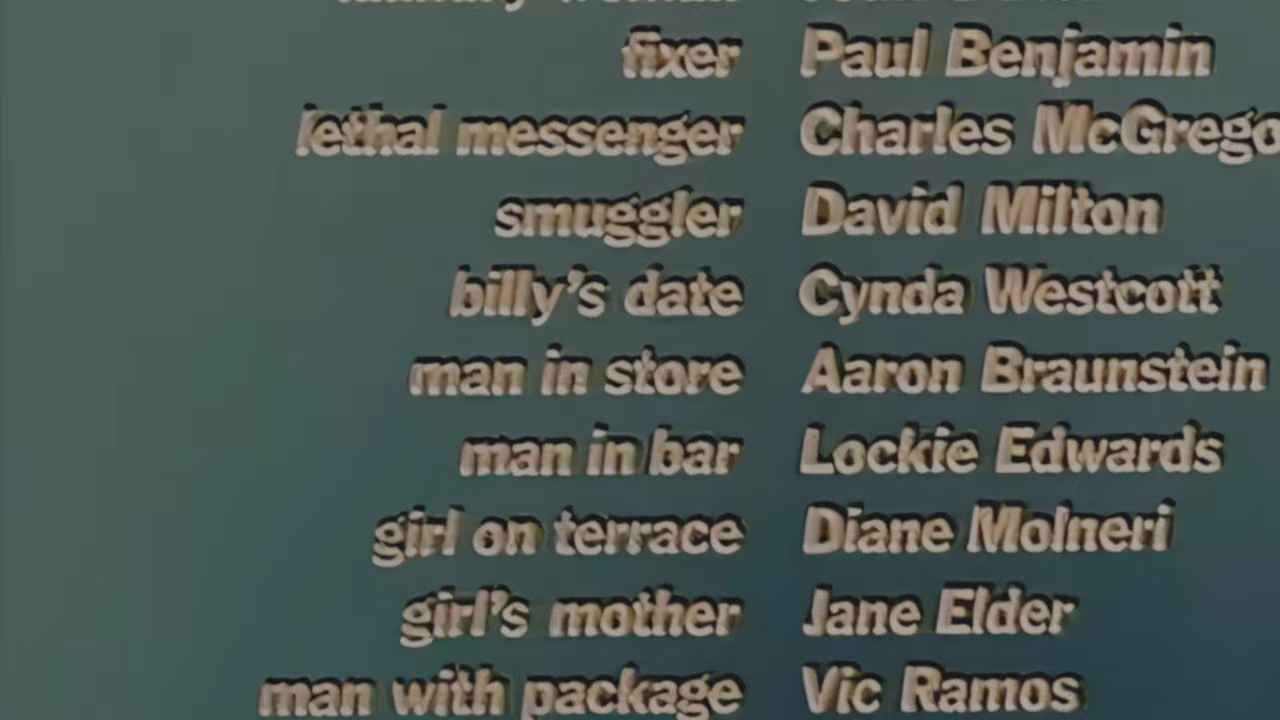 fixer Paul Benjamin
lethal messenger Charles McGrego
smuggler David Milton
billy's date Cynda Westcott
man in store Aaron Braunstein
man in bar Lockie Edwards
girl on terrace Diane Molneri
girl's mother Jane Elder
man with package Vic Ramos